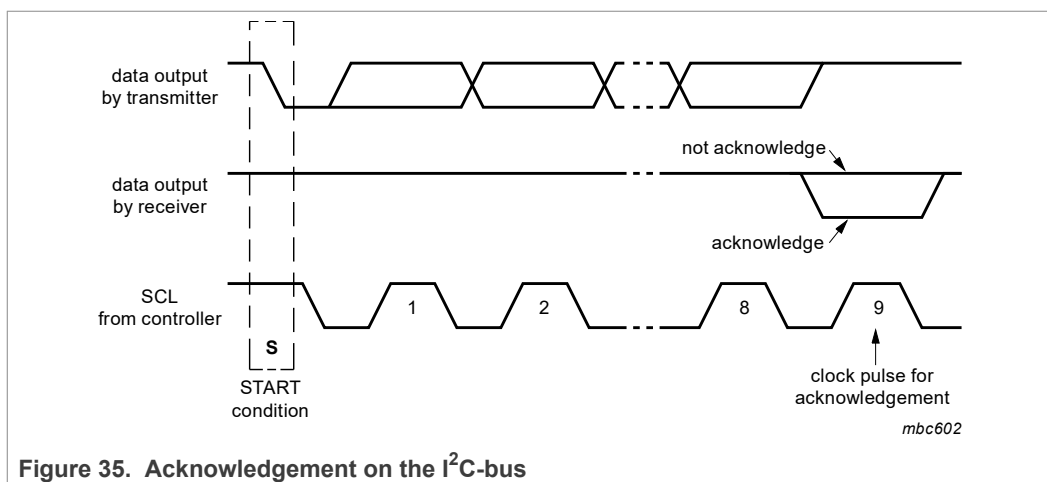 data output
by transmitter
not acknowledge
data output
by receiver
acknowledge
SCL
from controller
1
2
8
9
S
START
condition
clock pulse for
acknowledgement
mbc602
Figure 35. Acknowledgement on the I²C-bus